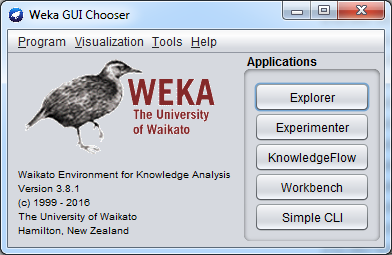 Weka GUI Chooser
Program Visualization Tools Help
Applications
WEKA
The University
of Waikato
Explorer
Experimenter
KnowledgeFlow
Workbench
Simple CLI
Waikato Environment for Knowledge Analysis
Version 3.8.1
(c) 1999 - 2016
The University of Waikato
Hamilton, New Zealand